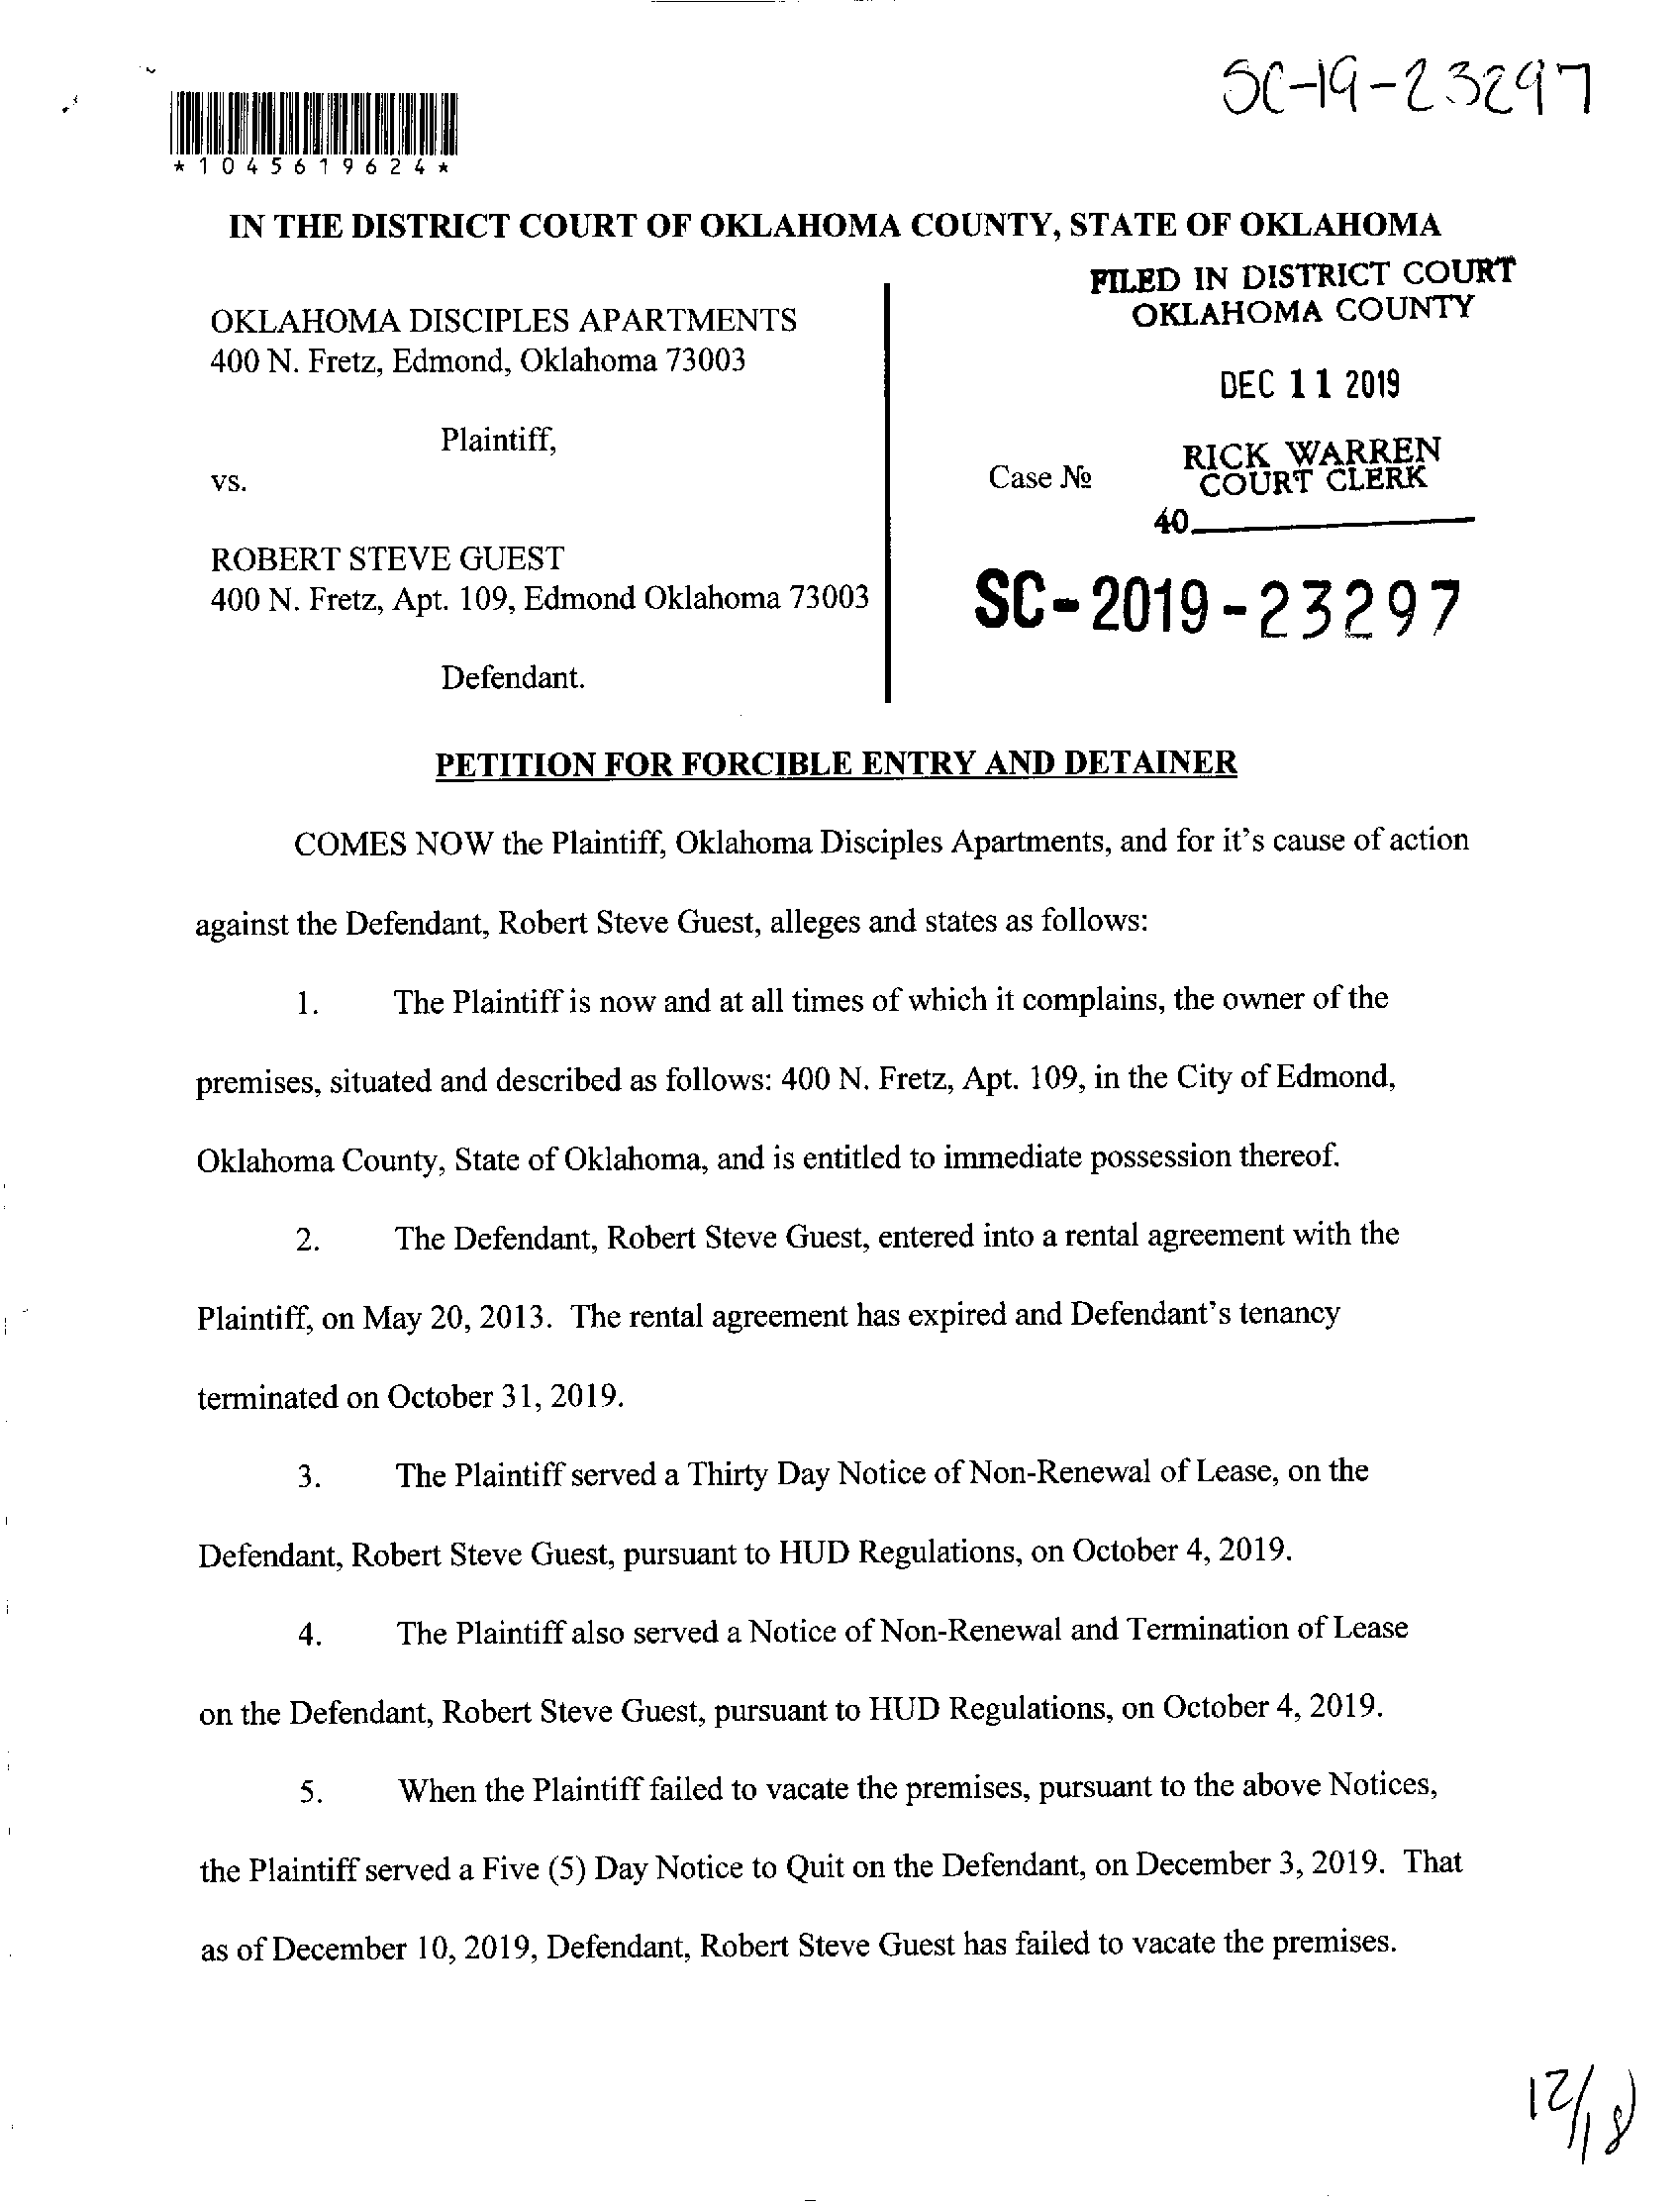 SC-19-23297
*1045619624*
IN THE DISTRICT COURT OF OKLAHOMA COUNTY, STATE OF OKLAHOMA
FILED IN DISTRICT COURT
OKLAHOMA COUNTY
OKLAHOMA DISCIPLES APARTMENTS
400 N. Fretz, Edmond, Oklahoma 73003
DEC 11 2019
Plaintiff,
RICK WARREN
vs.
Case №
COURT CLERK
40
ROBERT STEVE GUEST
400 N. Fretz, Apt. 109, Edmond Oklahoma 73003
SC-2019-23297
Defendant.
PETITION FOR FORCIBLE ENTRY AND DETAINER
COMES NOW the Plaintiff, Oklahoma Disciples Apartments, and for it's cause of action
against the Defendant, Robert Steve Guest, alleges and states as follows:
1. The Plaintiff is now and at all times of which it complains, the owner of the
premises, situated and described as follows: 400 N. Fretz, Apt. 109, in the City of Edmond,
Oklahoma County, State of Oklahoma, and is entitled to immediate possession thereof.
2. The Defendant, Robert Steve Guest, entered into a rental agreement with the
Plaintiff, on May 20, 2013. The rental agreement has expired and Defendant's tenancy
terminated on October 31, 2019.
3. The Plaintiff served a Thirty Day Notice of Non-Renewal of Lease, on the
Defendant, Robert Steve Guest, pursuant to HUD Regulations, on October 4, 2019.
4. The Plaintiff also served a Notice of Non-Renewal and Termination of Lease
on the Defendant, Robert Steve Guest, pursuant to HUD Regulations, on October 4, 2019.
5. When the Plaintiff failed to vacate the premises, pursuant to the above Notices,
the Plaintiff served a Five (5) Day Notice to Quit on the Defendant, on December 3, 2019. That
as of December 10, 2019, Defendant, Robert Steve Guest has failed to vacate the premises.
12/18